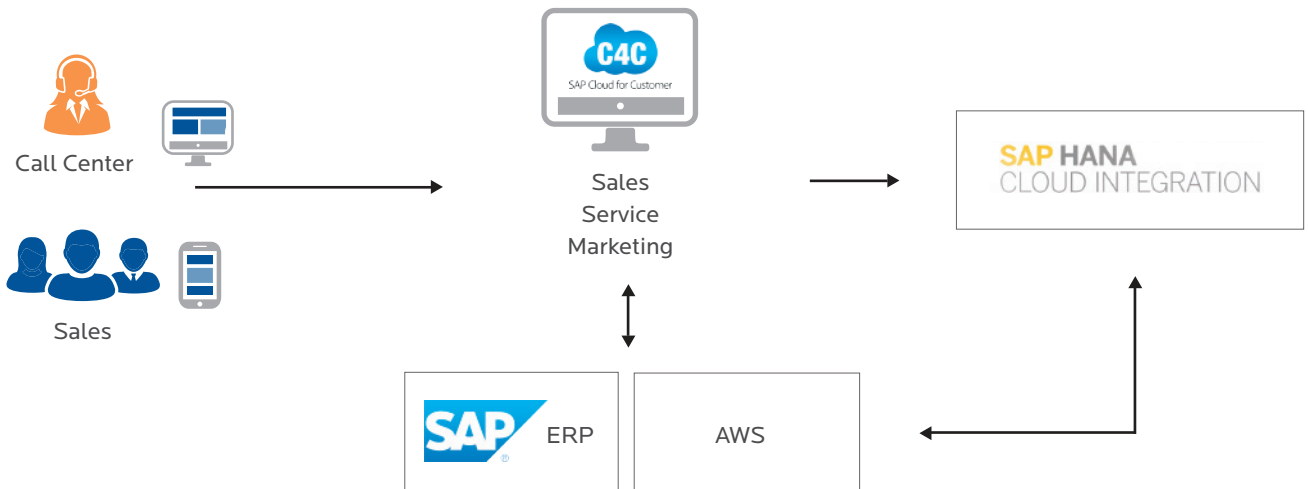 C4C
SAP Cloud for Customer
Call Center
Sales
Service
Marketing
SAP HANA
CLOUD INTEGRATION
Sales
SAP ® ERP
AWS